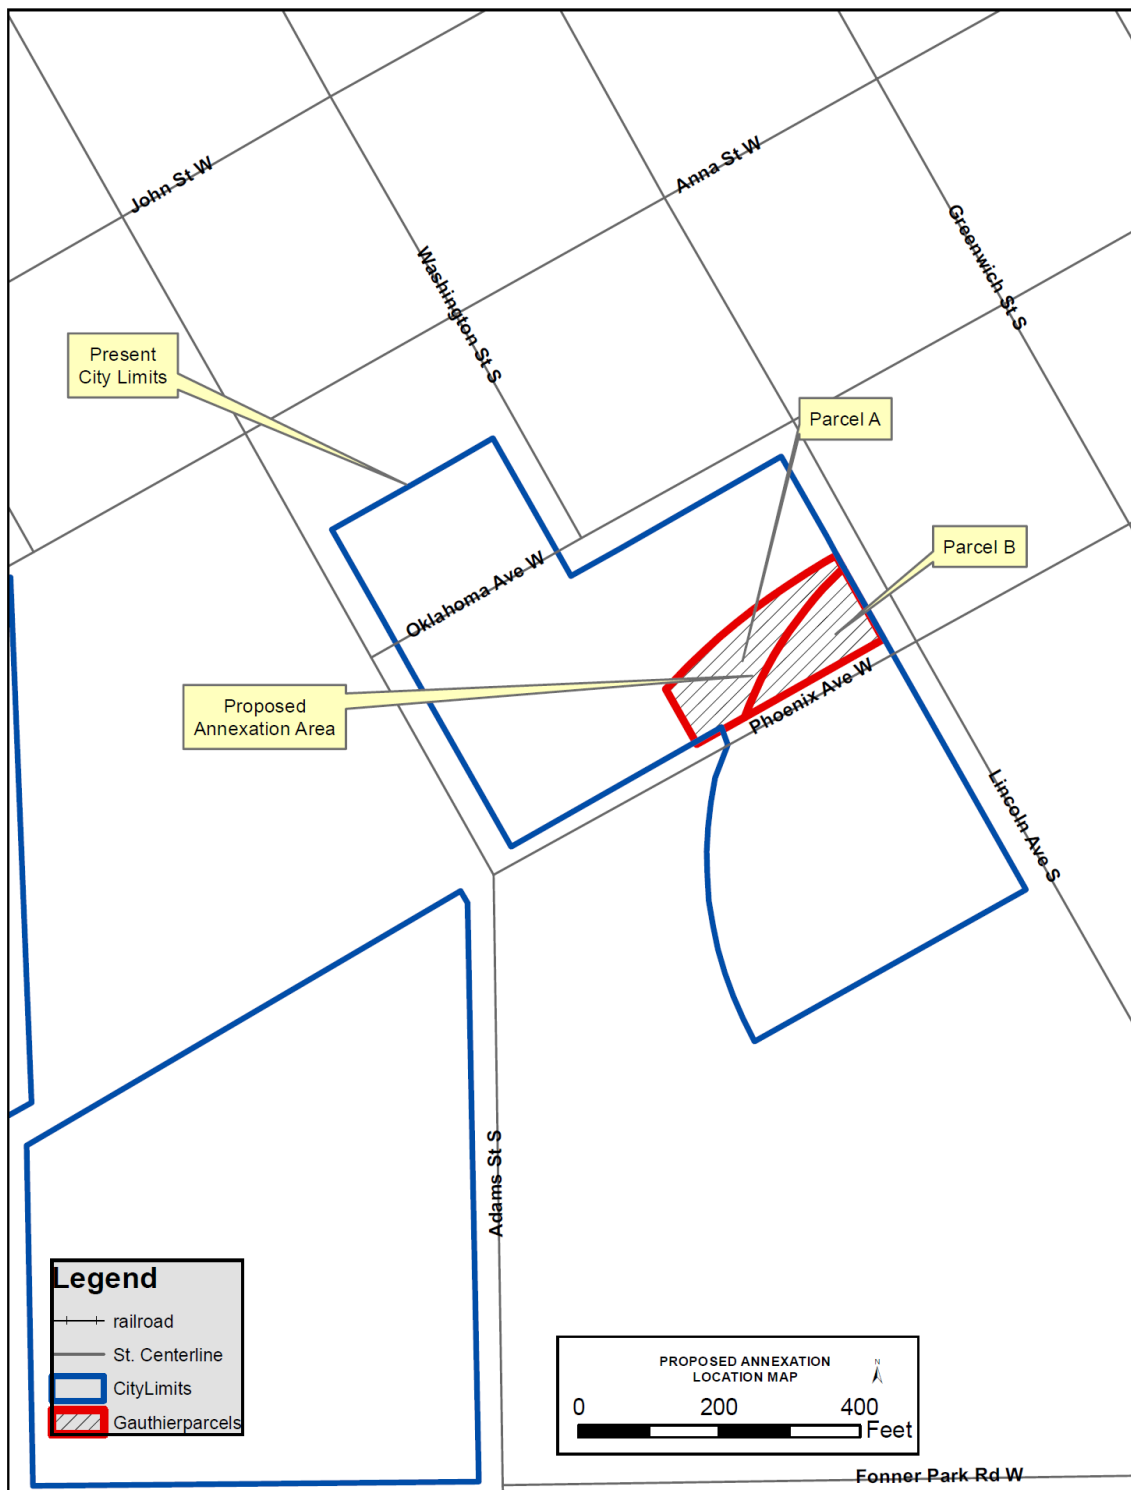 John St W
Anna St W
Greenwich St S
Washington St S
Present
City Limits
Parcel A
Parcel B
Oklahoma Ave W
Proposed
Annexation Area
Phoenix Ave W
Lincoln Ave S
Adams St S
Legend
railroad
St. Centerline
CityLimits
Gauthierparcels
PROPOSED ANNEXATION
LOCATION MAP
N
0 200 400
Feet
Fonner Park Rd W